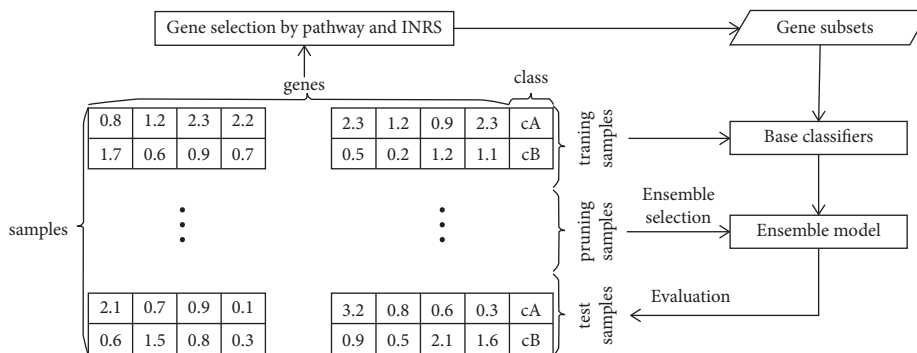 Gene selection by pathway and INRS
Gene subsets
genes
class
0.8 1.2 2.3 2.2 2.3 1.2 0.9 2.3 cA
1.7 0.6 0.9 0.7 0.5 0.2 1.2 1.1 cB
traning
samples
Base classifiers
samples
pruning
samples
Ensemble
selection
Ensemble model
2.1 0.7 0.9 0.1 3.2 0.8 0.6 0.3 cA
0.6 1.5 0.8 0.3 0.9 0.5 2.1 1.6 cB
test
samples
Evaluation